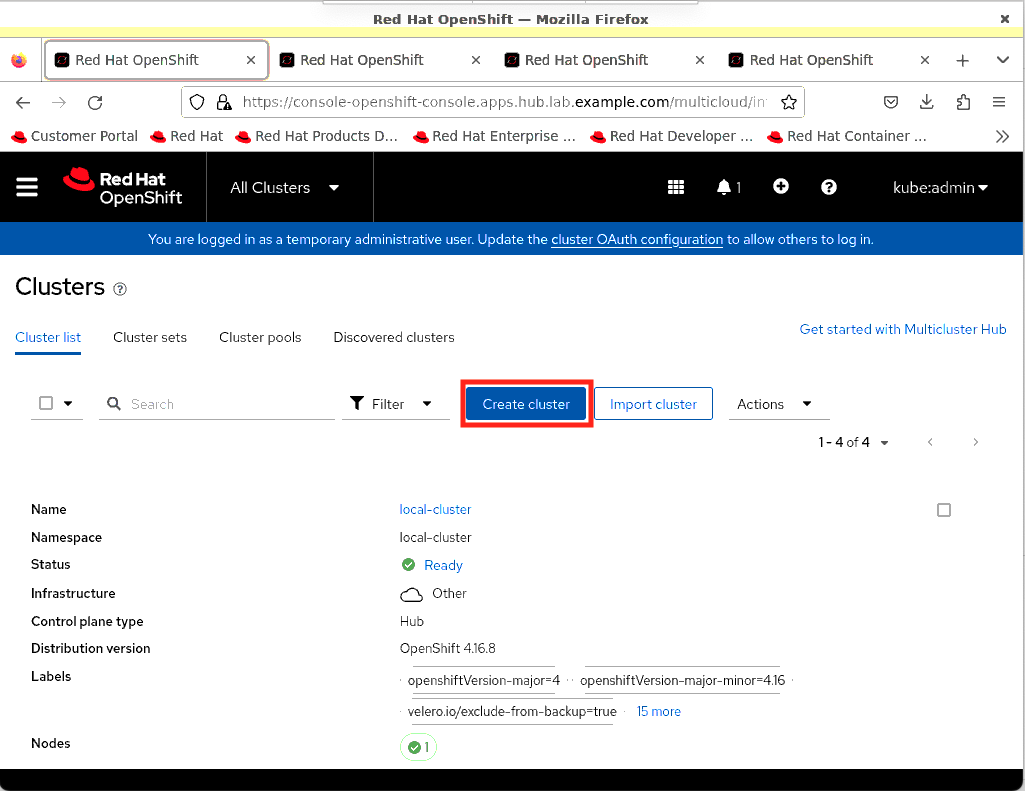 Red Hat OpenShift — Mozilla Firefox
Red Hat OpenShift Red Hat OpenShift Red Hat OpenShift Red Hat OpenShift
https://console-openshift-console.apps.hub.lab.example.com/multicloud/in
Customer Portal Red Hat Red Hat Products D... Red Hat Enterprise ... Red Hat Developer ... Red Hat Container ...
Red Hat
OpenShift
All Clusters
1
kube:admin
You are logged in as a temporary administrative user. Update the cluster OAuth configuration to allow others to log in.
Clusters
Cluster list Cluster sets Cluster pools Discovered clusters Get started with Multicluster Hub
Search Filter Create cluster Import cluster Actions
1 - 4 of 4
Name local-cluster
Namespace local-cluster
Status Ready
Infrastructure Other
Control plane type Hub
Distribution version OpenShift 4.16.8
Labels openshiftVersion-major=4 openshiftVersion-major-minor=4.16
velero.io/exclude-from-backup=true 15 more
Nodes 1